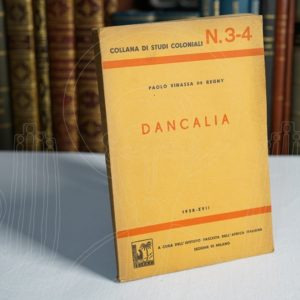 COLLANA DI STUDI COLONIALI N. 3-4
PAOLO VINASSA DE REGNY
DANCALIA
1938-XVII
A CURA DELL'ISTITUTO FASCISTA DELL'AFRICA ITALIANA
SEZIONE DI MILANO